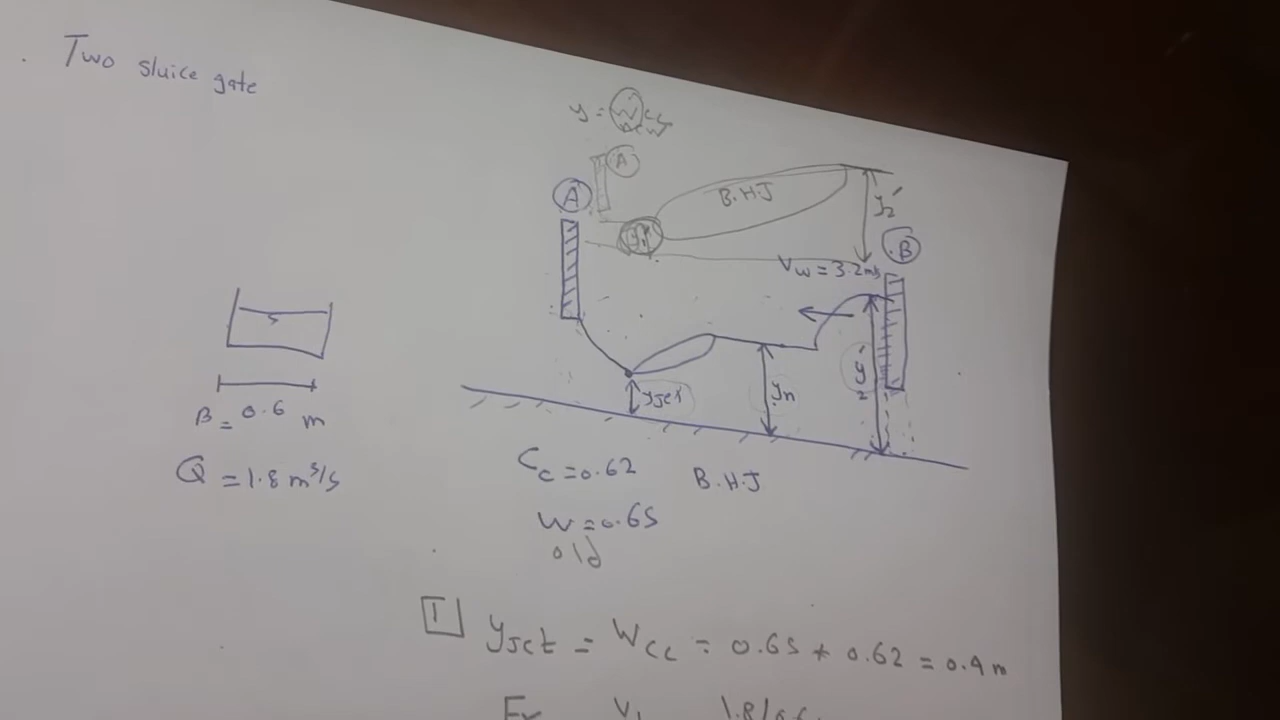 Two sluice gate
A
A
B.H.J
y2'
B
Vw = 3.2 m/s
y2'
yJet
yn
B = 0.6 m
Q = 1.8 m³/s
Cc = 0.62
B.H.J
W = 0.65
old
1 yJet = Wcc = 0.65 * 0.62 = 0.4 m